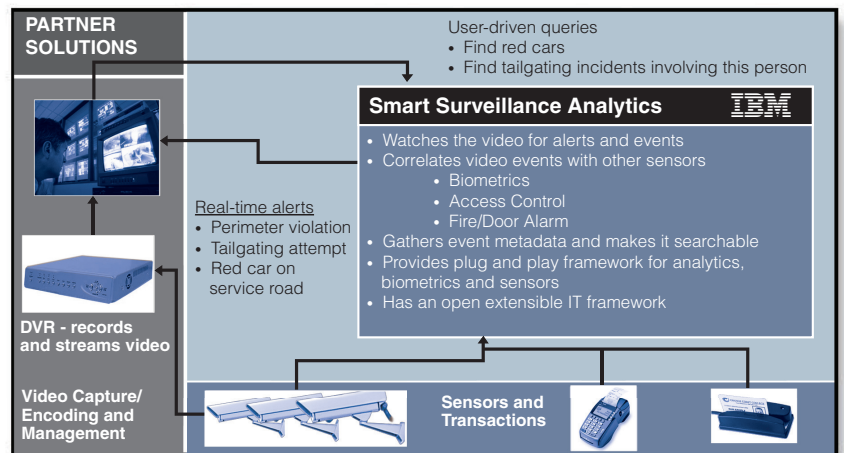 PARTNER
SOLUTIONS
User-driven queries
• Find red cars
• Find tailgating incidents involving this person
Smart Surveillance Analytics
IBM
• Watches the video for alerts and events
• Correlates video events with other sensors
• Biometrics
• Access Control
• Fire/Door Alarm
• Gathers event metadata and makes it searchable
• Provides plug and play framework for analytics,
biometrics and sensors
• Has an open extensible IT framework
Real-time alerts
• Perimeter violation
• Tailgating attempt
• Red car on
service road
DVR - records
and streams video
Video Capture/
Encoding and
Management
Sensors and
Transactions